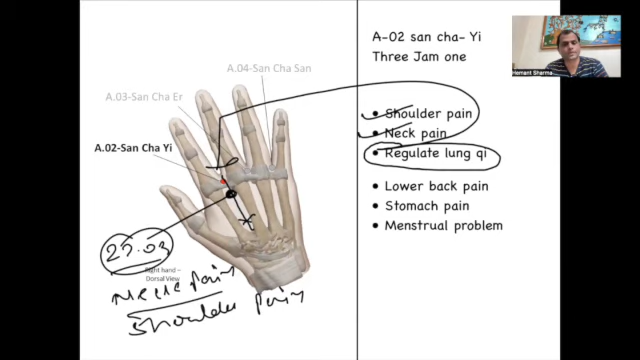 A-02 san cha- Yi
Three Jam one
Hemant Sharma
A.04-San Cha San
A.03-San Cha Er
A.02-San Cha Yi
• Shoulder pain
• Neck pain
• Regulate lung qi
• Lower back pain
• Stomach pain
• Menstrual problem
Right hand –
Dorsal View
Neck pain
Shoulder pain